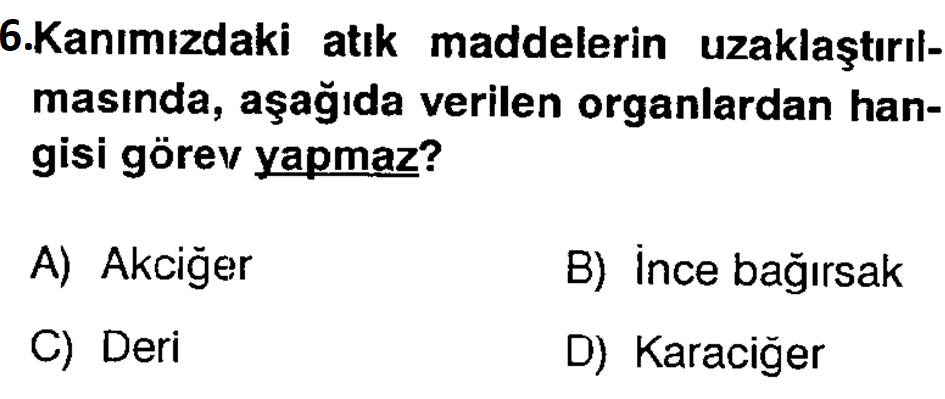 6.Kanımızdaki atık maddelerin uzaklaştırıl-
masında, aşağıda verilen organlardan han-
gisi görev yapmaz?
A) Akciğer B) İnce bağırsak
C) Deri D) Karaciğer